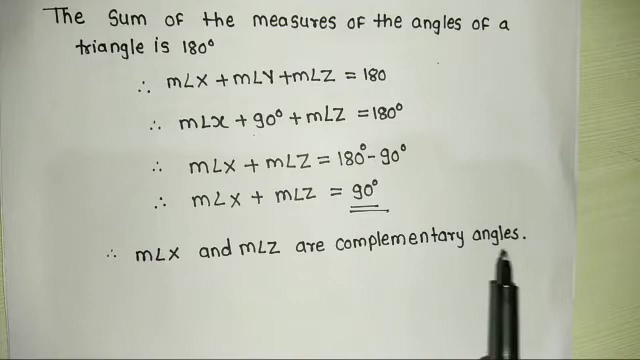 The Sum of the measures of the angles of a
triangle is 180°
∴ m∠X + m∠Y + m∠Z = 180
∴ m∠x + 90° + m∠Z = 180°
∴ m∠X + m∠Z = 180° - 90°
∴ m∠X + m∠Z = 90°
∴ m∠X and m∠Z are complementary angles.